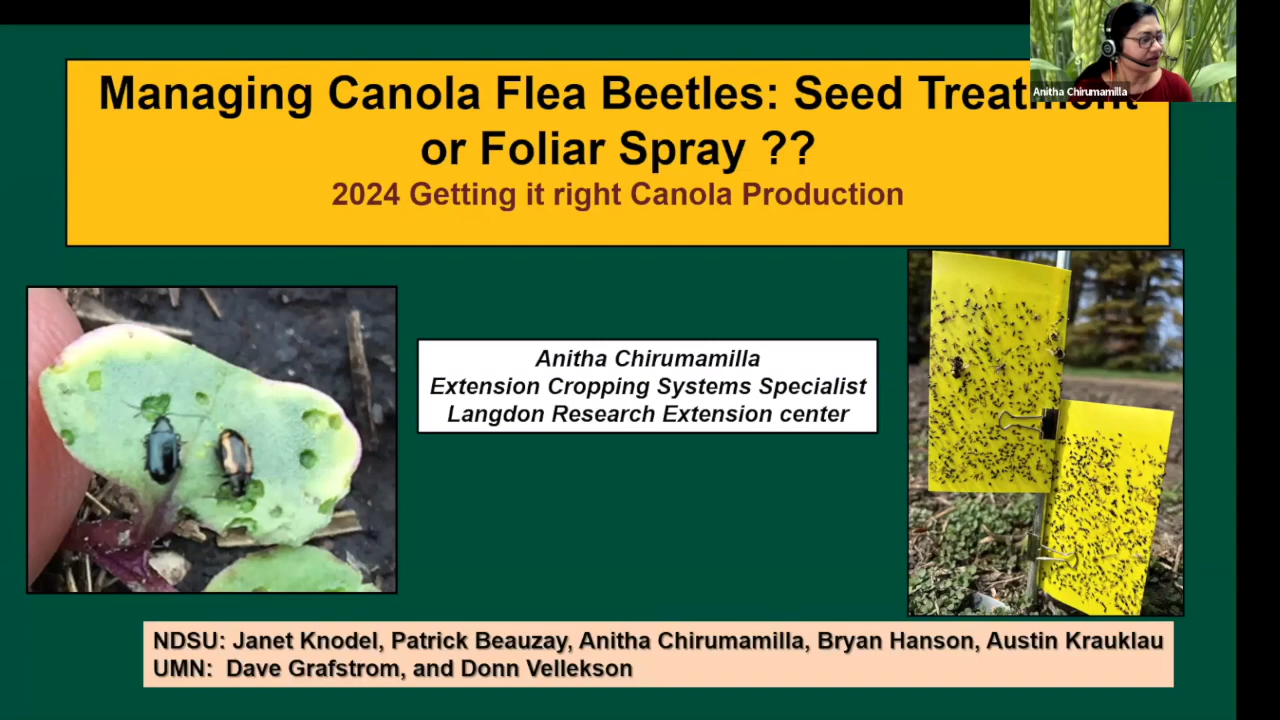 Managing Canola Flea Beetles: Seed Treatment
or Foliar Spray ??
2024 Getting it right Canola Production
Anitha Chirumamilla
Anitha Chirumamilla
Extension Cropping Systems Specialist
Langdon Research Extension center
NDSU: Janet Knodel, Patrick Beauzay, Anitha Chirumamilla, Bryan Hanson, Austin Krauklau
UMN: Dave Grafstrom, and Donn Vellekson